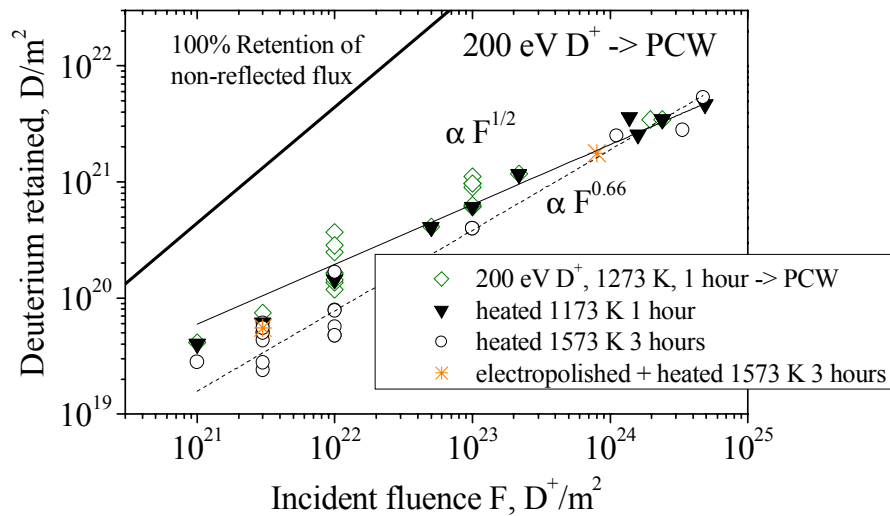 100% Retention of
non-reflected flux
200 eV D⁺ -> PCW
Deuterium retained, D/m²
10²²
10²¹
10²⁰
10¹⁹
α F^1/2
α F^0.66
200 eV D⁺, 1273 K, 1 hour -> PCW
heated 1173 K 1 hour
heated 1573 K 3 hours
electropolished + heated 1573 K 3 hours
10²¹ 10²² 10²³ 10²⁴ 10²⁵
Incident fluence F, D⁺/m²